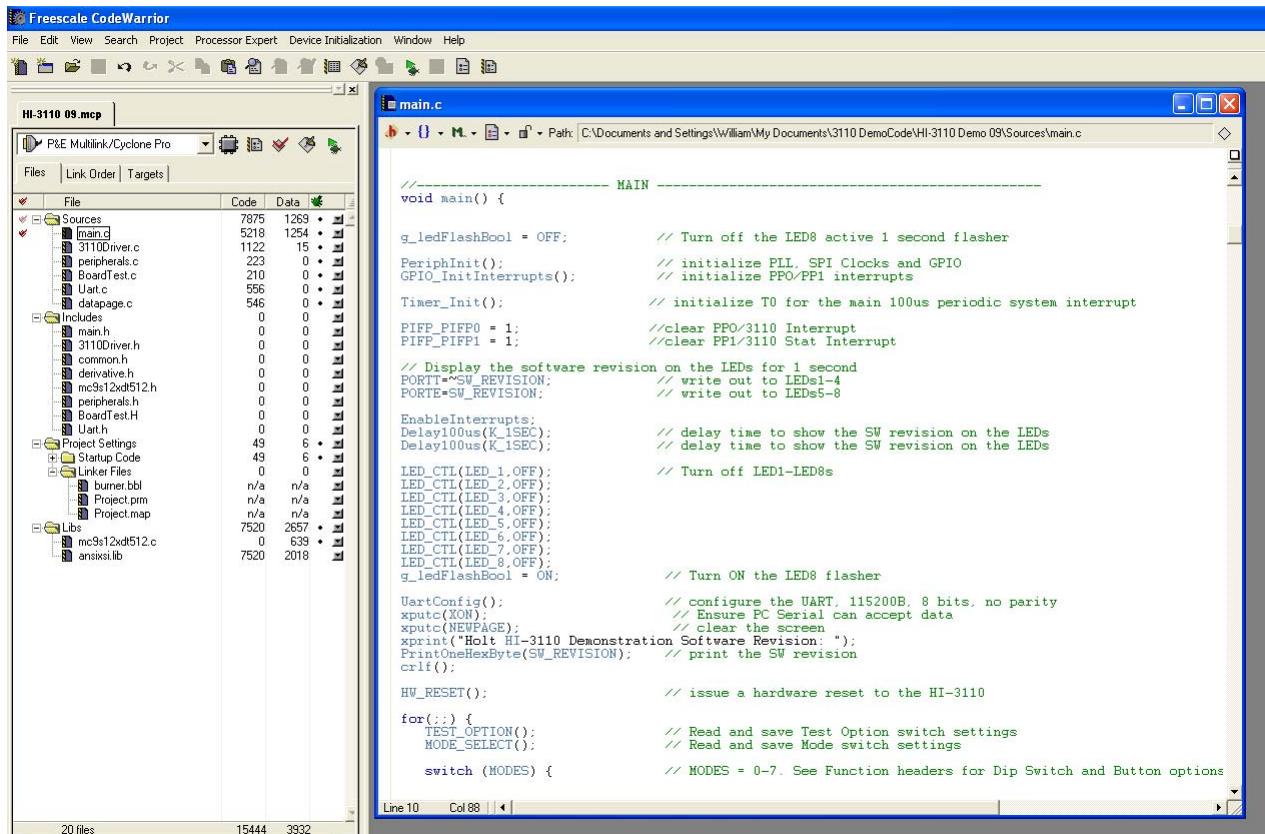 Freescale CodeWarrior
File Edit View Search Project Processor Expert Device Initialization Window Help
HI-3110 09.mcp
P&E Multilink/Cyclone Pro
Files Link Order Targets
File Code Data
Sources 7875 1269
main.c 5218 1254
3110Driver.c 1122 15
peripherals.c 223 0
BoardTest.c 210 0
Uart.c 556 0
datapage.c 546 0
Includes 0 0
main.h 0 0
3110Driver.h 0 0
common.h 0 0
derivative.h 0 0
mc9s12xdt512.h 0 0
peripherals.h 0 0
BoardTest.H 0 0
Uart.h 0 0
Project Settings 49 6
Startup Code 49 6
Linker Files 0 0
burner.bbl n/a n/a
Project.prm n/a n/a
Project.map n/a n/a
Libs 7520 2657
mc9s12xdt512.c 0 639
ansixsi.lib 7520 2018
20 files 15444 3932
main.c
Path: C:\Documents and Settings\William\My Documents\3110 DemoCode\HI-3110 Demo 09\Sources\main.c
//------------------------ MAIN ------------------------------------------------
void main() {
g_ledFlashBool = OFF; // Turn off the LED8 active 1 second flasher
PeriphInit(); // initialize PLL, SPI Clocks and GPIO
GPIO_InitInterrupts(); // initialize PP0/PP1 interrupts
Timer_Init(); // initialize T0 for the main 100us periodic system interrupt
PIFP_PIFP0 = 1; //clear PP0/3110 Interrupt
PIFP_PIFP1 = 1; //clear PP1/3110 Stat Interrupt
// Display the software revision on the LEDs for 1 second
PORTT=~SW_REVISION; // write out to LEDs1-4
PORTE=SW_REVISION; // write out to LEDs5-8
EnableInterrupts;
Delay100us(K_1SEC); // delay time to show the SW revision on the LEDs
Delay100us(K_1SEC); // delay time to show the SW revision on the LEDs
LED_CTL(LED_1,OFF); // Turn off LED1-LED8s
LED_CTL(LED_2,OFF);
LED_CTL(LED_3,OFF);
LED_CTL(LED_4,OFF);
LED_CTL(LED_5,OFF);
LED_CTL(LED_6,OFF);
LED_CTL(LED_7,OFF);
LED_CTL(LED_8,OFF);
g_ledFlashBool = ON; // Turn ON the LED8 flasher
UartConfig(); // configure the UART, 115200B, 8 bits, no parity
xputc(XON); // Ensure PC Serial can accept data
xputc(NEWPAGE); // clear the screen
xprint("Holt HI-3110 Demonstration Software Revision: ");
PrintOneHexByte(SW_REVISION); // print the SW revision
crlf();
HW_RESET(); // issue a hardware reset to the HI-3110
for(;;) {
TEST_OPTION(); // Read and save Test Option switch settings
MODE_SELECT(); // Read and save Mode switch settings
switch (MODES) { // MODES = 0-7. See Function headers for Dip Switch and Button options
Line 10 Col 88